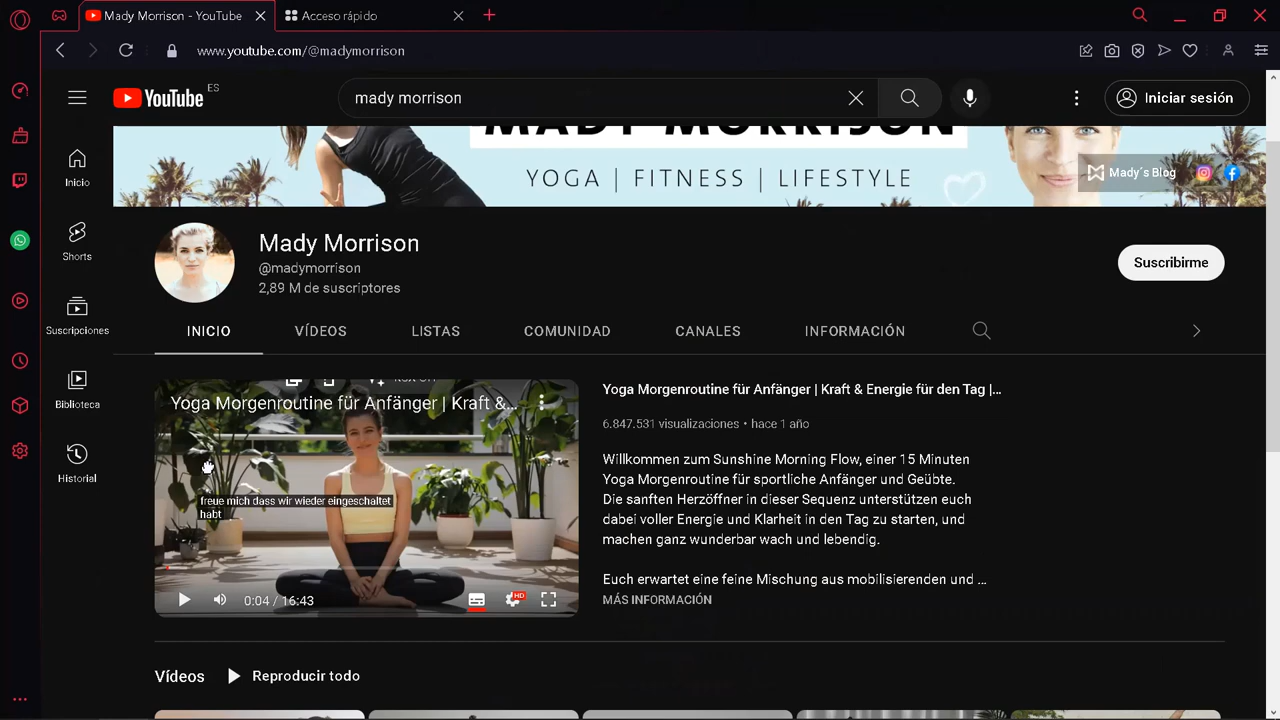 Mady Morrison - YouTube
Acceso rápido
www.youtube.com/@madymorrison
YouTube ES
mady morrison
Iniciar sesión
MADY MORRISON
YOGA | FITNESS | LIFESTYLE
Mady's Blog
Inicio
Shorts
Suscripciones
Biblioteca
Historial
Mady Morrison
@madymorrison
2,89 M de suscriptores
Suscribirme
INICIO
VÍDEOS
LISTAS
COMUNIDAD
CANALES
INFORMACIÓN
Yoga Morgenroutine für Anfänger | Kraft &...
freue mich dass wir wieder eingeschaltet
habt
0:04 / 16:43
HD
Yoga Morgenroutine für Anfänger | Kraft & Energie für den Tag |...
6.847.531 visualizaciones • hace 1 año
Willkommen zum Sunshine Morning Flow, einer 15 Minuten
Yoga Morgenroutine für sportliche Anfänger und Geübte.
Die sanften Herzöffner in dieser Sequenz unterstützen euch
dabei voller Energie und Klarheit in den Tag zu starten, und
machen ganz wunderbar wach und lebendig.
Euch erwartet eine feine Mischung aus mobilisierenden und ...
MÁS INFORMACIÓN
Vídeos
Reproducir todo